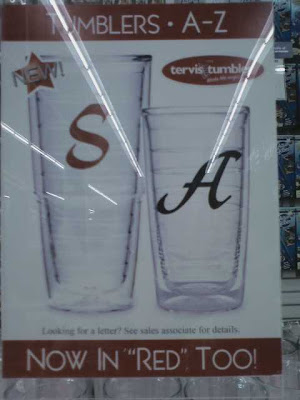 TUMBLERS • A-Z
NEW!
tervis tumbler
S
A
Looking for a letter? See sales associate for details.
NOW IN "RED" TOO!